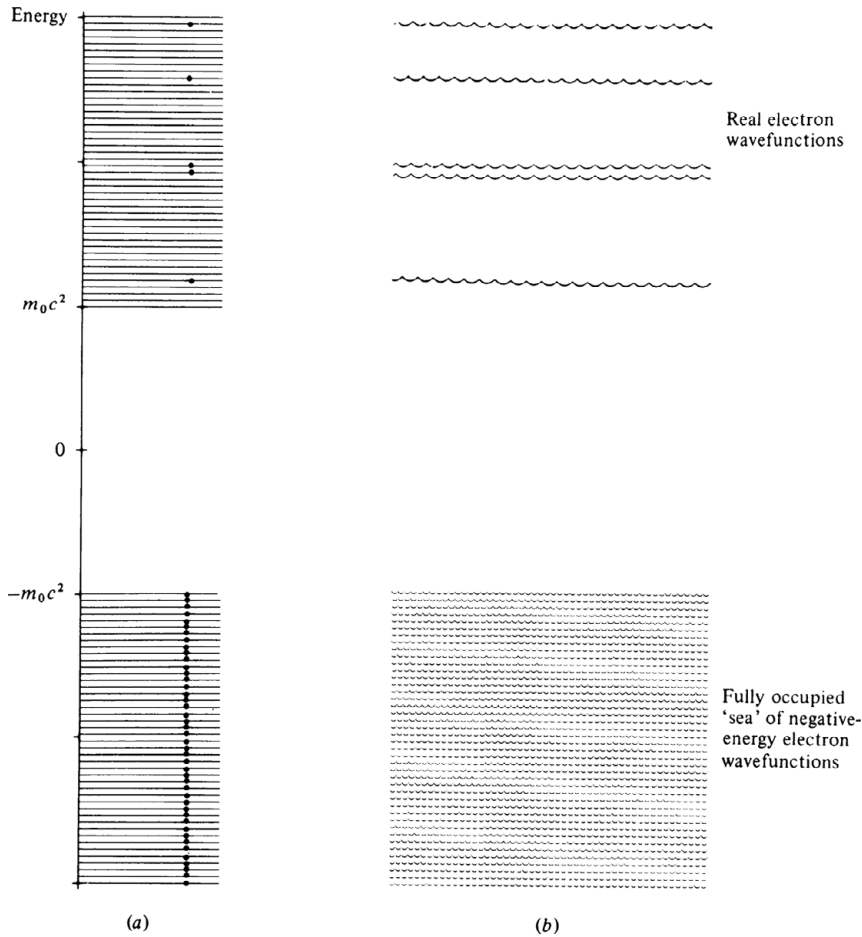 Energy
Real electron
wavefunctions
m₀c²
0
−m₀c²
Fully occupied
‘sea’ of negative-
energy electron
wavefunctions
(a)
(b)